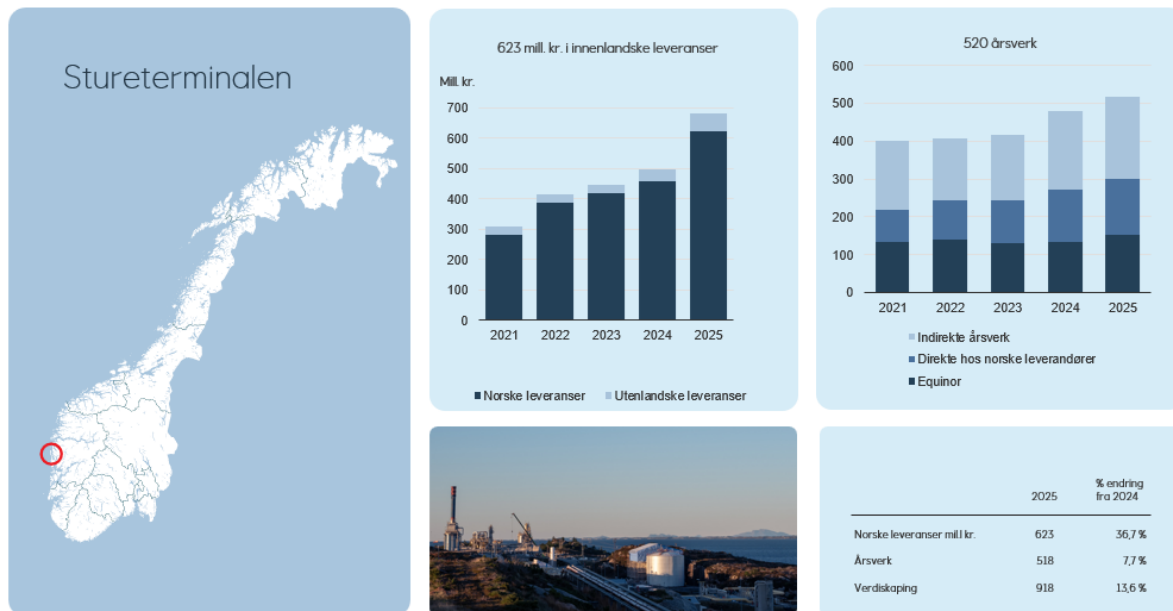 Stureterminalen
623 mill. kr. i innenlandske leveranser
Mill. kr.
700
600
500
400
300
200
100
0
2021 2022 2023 2024 2025
Norske leveranser Utenlandske leveranser
520 årsverk
600
500
400
300
200
100
0
2021 2022 2023 2024 2025
Indirekte årsverk
Direkte hos norske leverandører
Equinor
% endring
2025 fra 2024
Norske leveranser mill kr. 623 36,7 %
Årsverk 518 7,7 %
Verdiskaping 918 13,6 %